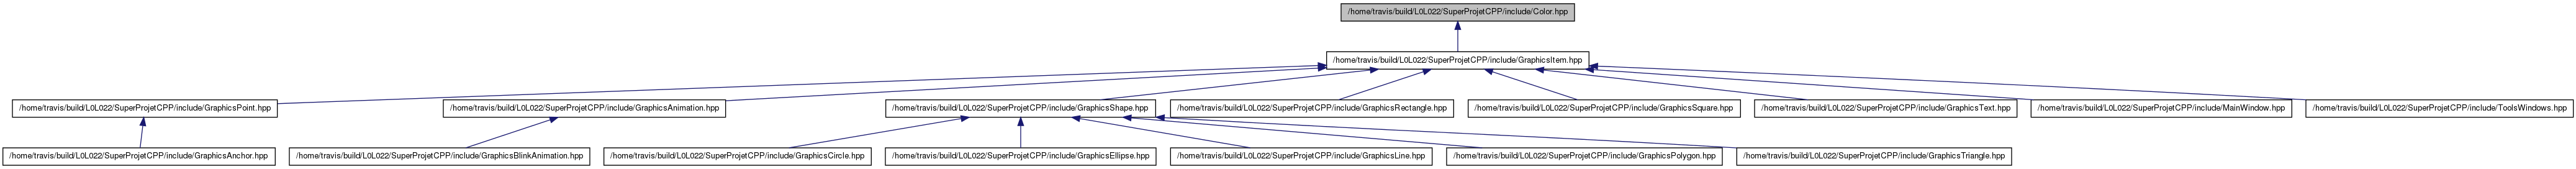 /home/travis/build/L0L022/SuperProjetCPP/include/Color.hpp
/home/travis/build/L0L022/SuperProjetCPP/include/GraphicsItem.hpp
/home/travis/build/L0L022/SuperProjetCPP/include/GraphicsPoint.hpp
/home/travis/build/L0L022/SuperProjetCPP/include/GraphicsAnimation.hpp
/home/travis/build/L0L022/SuperProjetCPP/include/GraphicsShape.hpp
/home/travis/build/L0L022/SuperProjetCPP/include/GraphicsRectangle.hpp
/home/travis/build/L0L022/SuperProjetCPP/include/GraphicsSquare.hpp
/home/travis/build/L0L022/SuperProjetCPP/include/GraphicsText.hpp
/home/travis/build/L0L022/SuperProjetCPP/include/MainWindow.hpp
/home/travis/build/L0L022/SuperProjetCPP/include/ToolsWindows.hpp
/home/travis/build/L0L022/SuperProjetCPP/include/GraphicsAnchor.hpp
/home/travis/build/L0L022/SuperProjetCPP/include/GraphicsBlinkAnimation.hpp
/home/travis/build/L0L022/SuperProjetCPP/include/GraphicsCircle.hpp
/home/travis/build/L0L022/SuperProjetCPP/include/GraphicsEllipse.hpp
/home/travis/build/L0L022/SuperProjetCPP/include/GraphicsLine.hpp
/home/travis/build/L0L022/SuperProjetCPP/include/GraphicsPolygon.hpp
/home/travis/build/L0L022/SuperProjetCPP/include/GraphicsTriangle.hpp